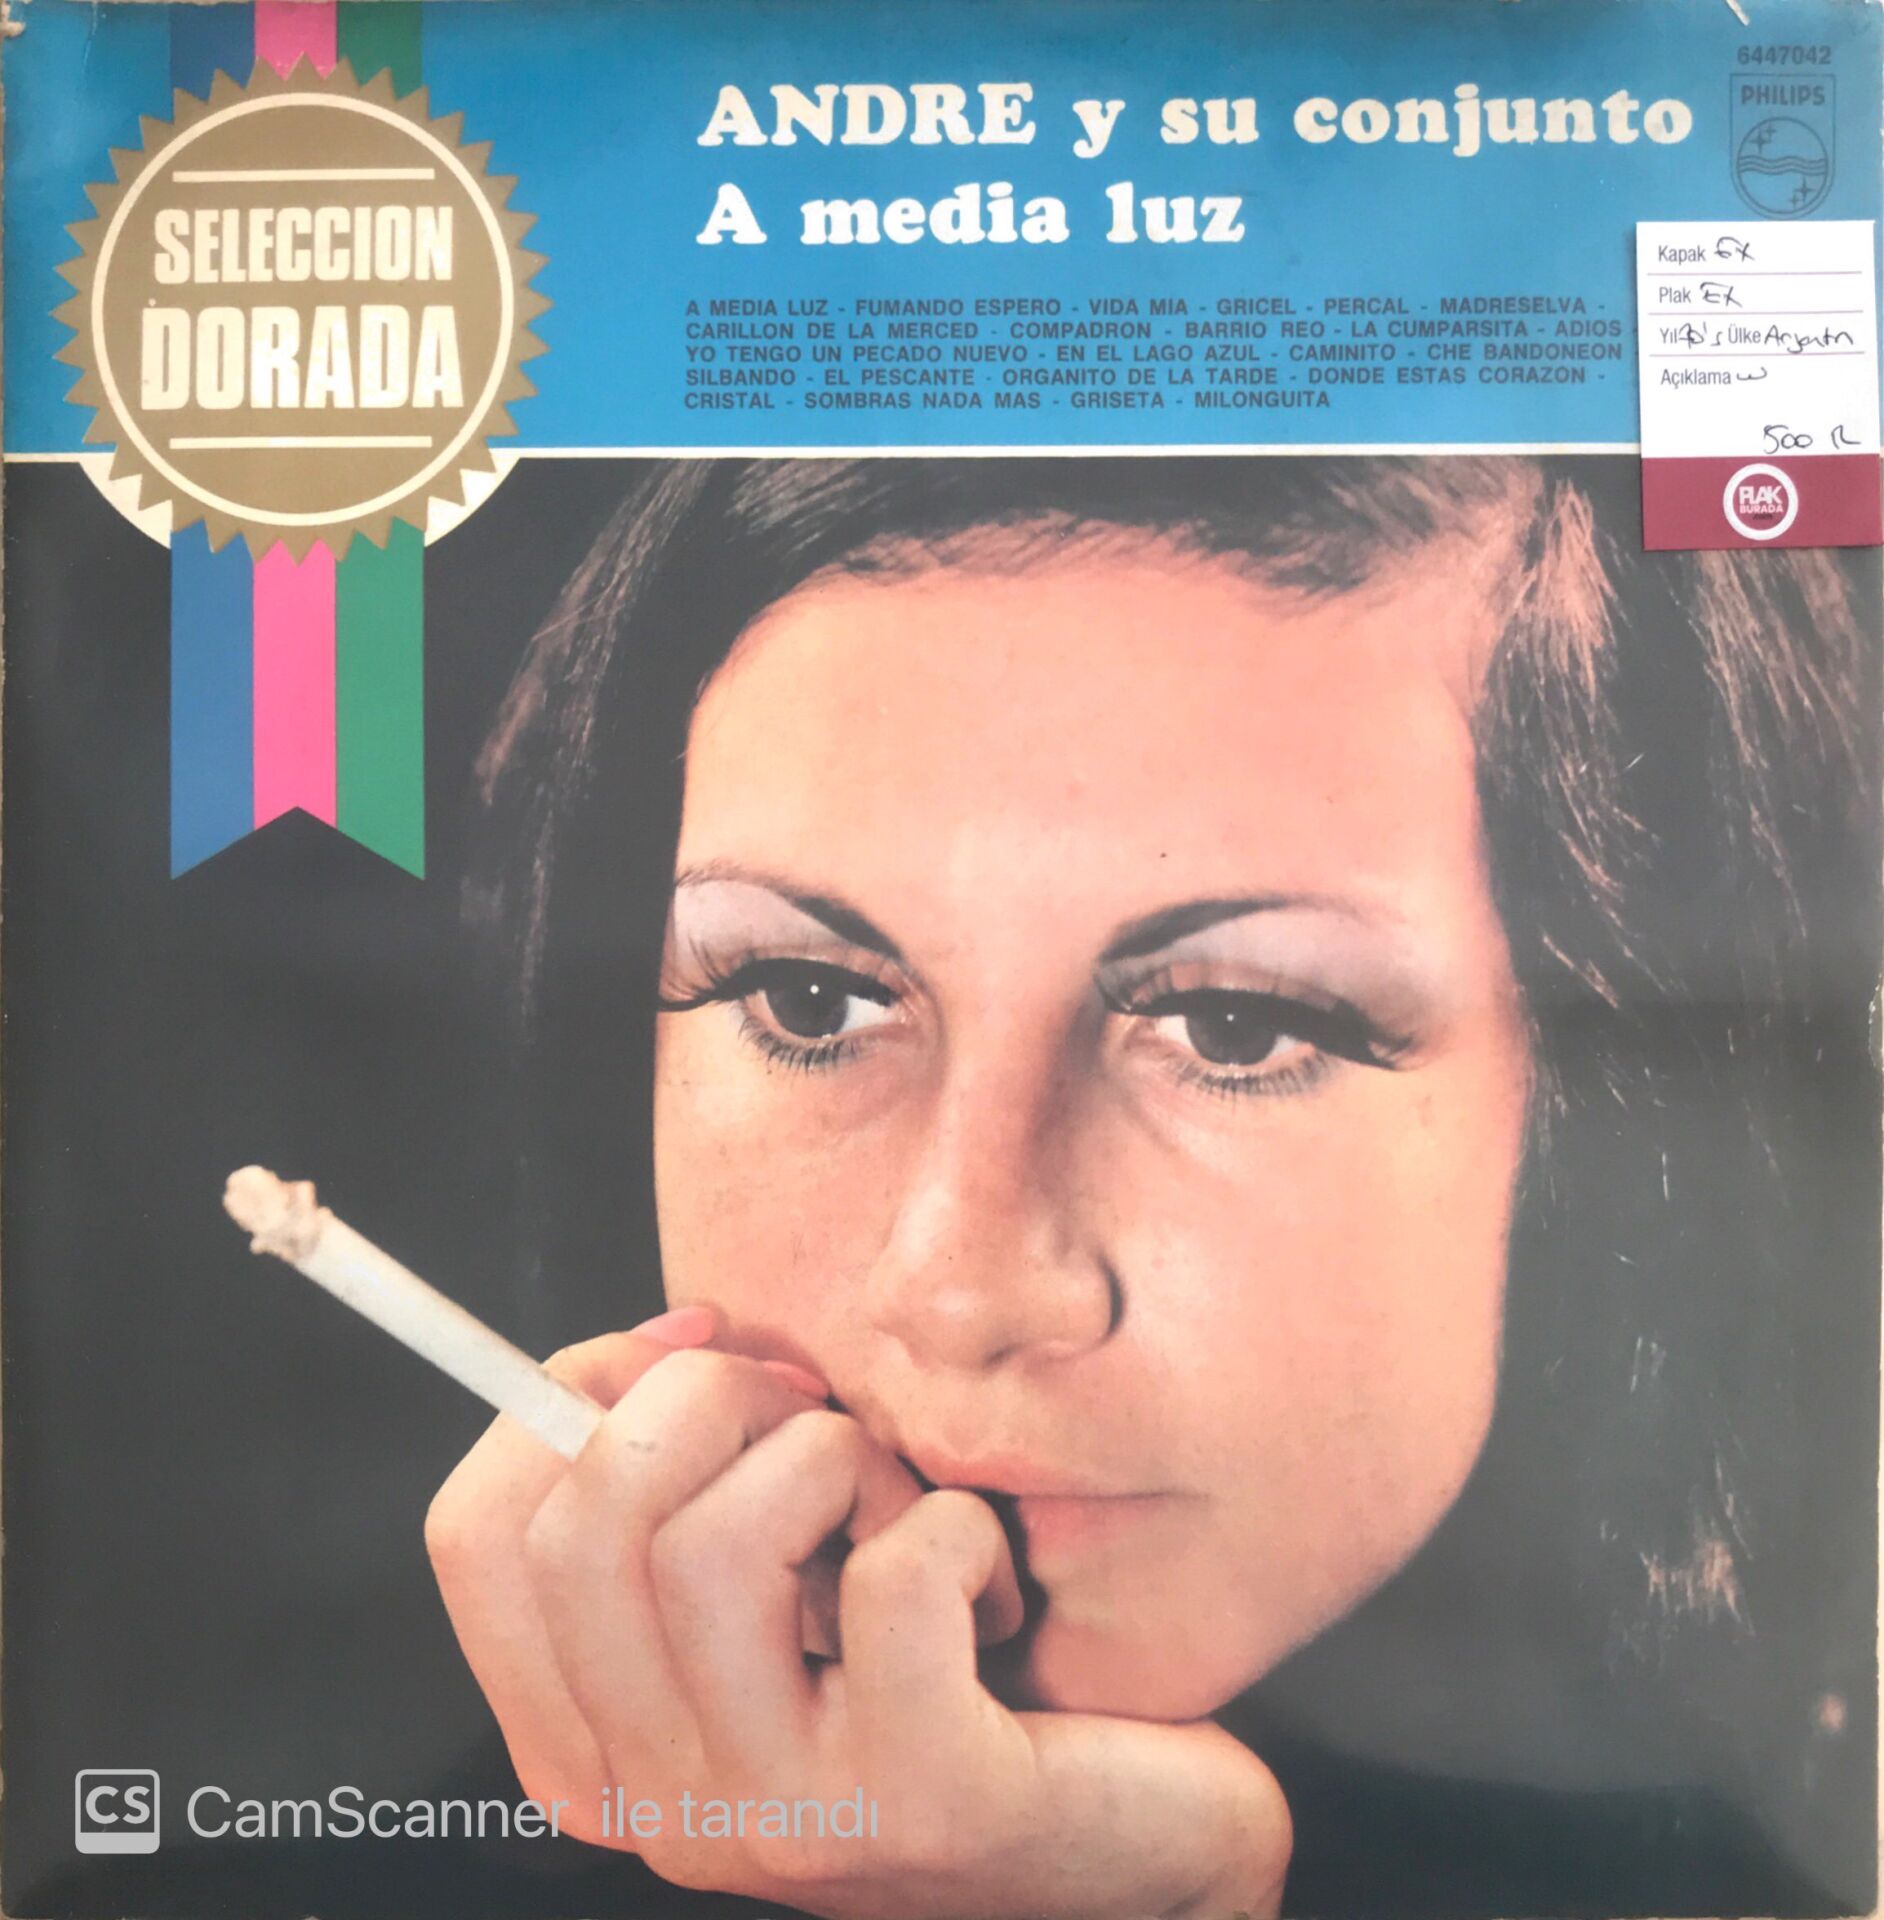 SELECCION
DORADA
ANDRE y su conjunto
A media luz
6447042
PHILIPS
A MEDIA LUZ - FUMANDO ESPERO - VIDA MIA - GRICEL - PERCAL - MADRESELVA -
CARILLON DE LA MERCED - COMPADRON - BARRIO REO - LA CUMPARSITA - ADIOS -
YO TENGO UN PECADO NUEVO - EN EL LAGO AZUL - CAMINITO - CHE BANDONEON
SILBANDO - EL PESCANTE - ORGANITO DE LA TARDE - DONDE ESTAS CORAZON -
CRISTAL - SOMBRAS NADA MAS - GRISETA - MILONGUITA
Kapak EX
Plak EX
Yıl 70's Ülke Arjantin
Açıklama
500
PLAK
BURADA
CS CamScanner ile tarandı